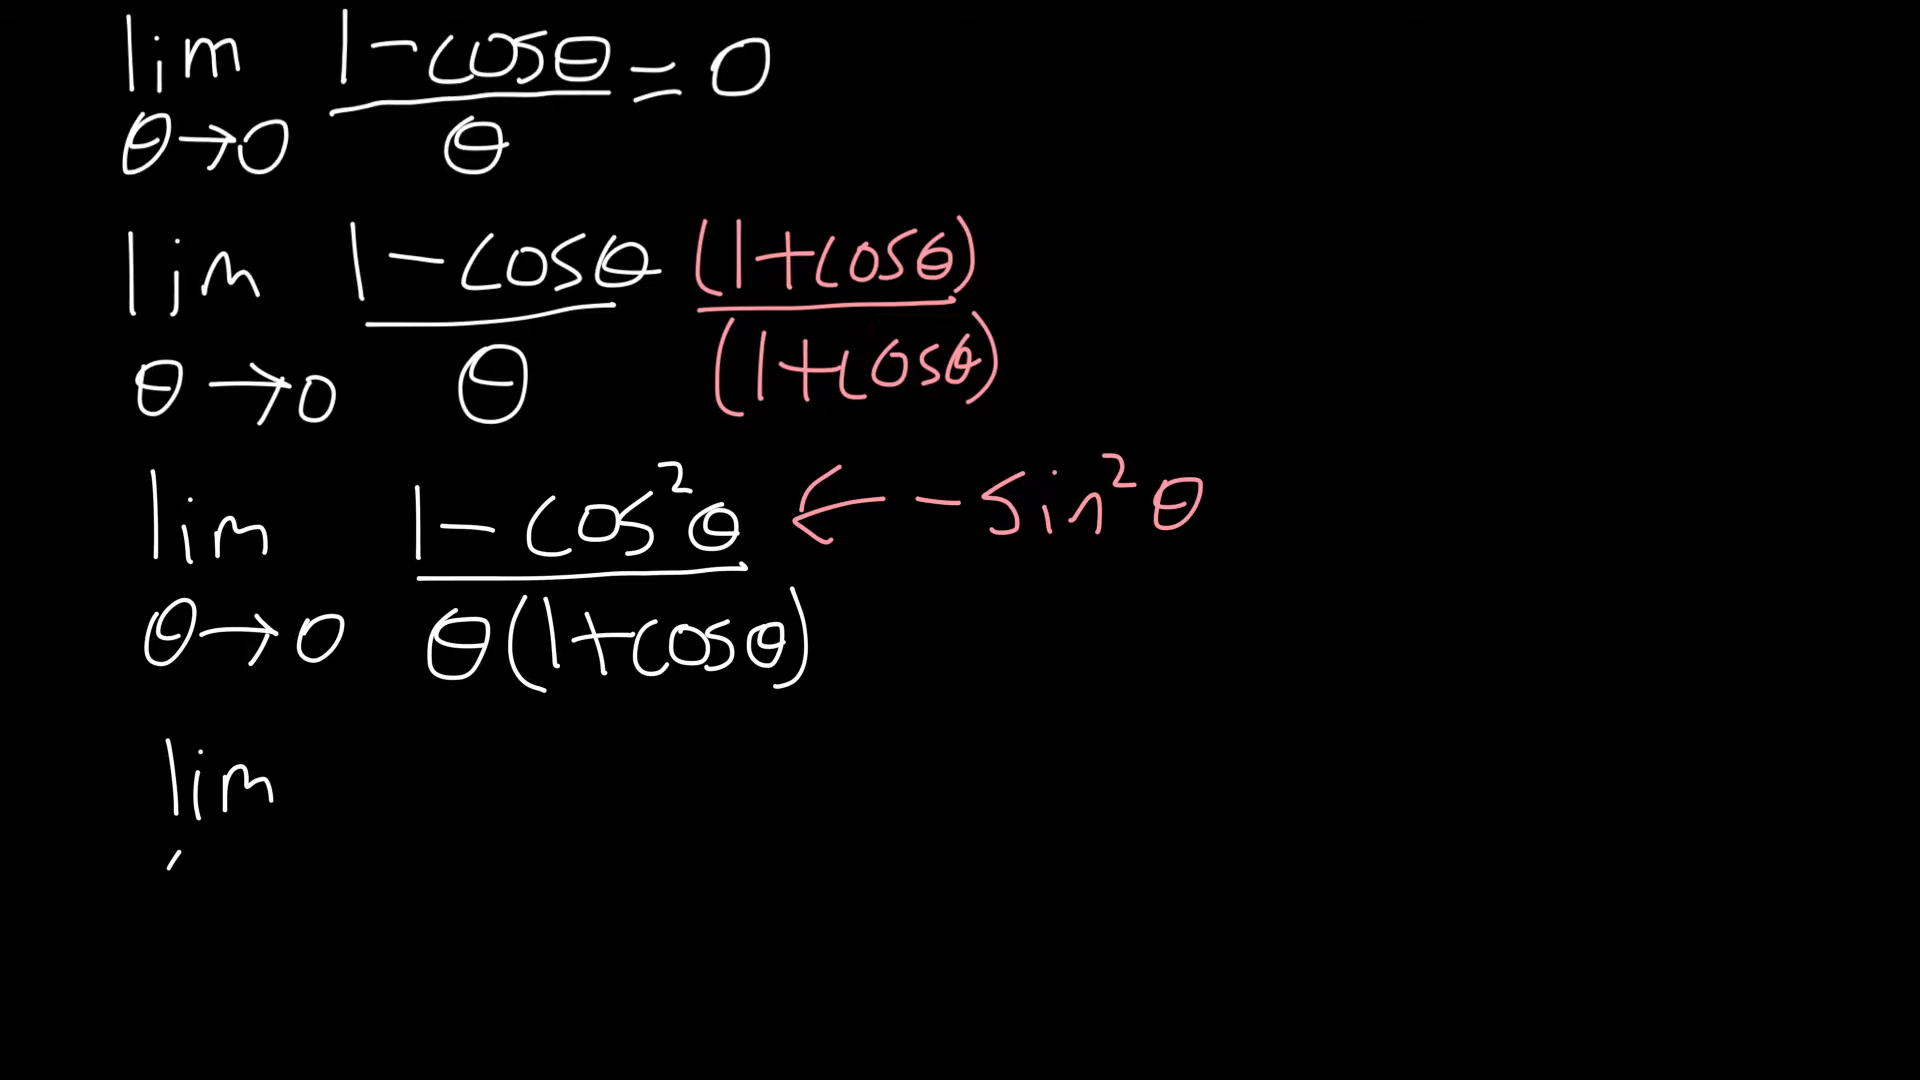 lim 1-cosθ = 0
θ→0 θ
lim 1-cosθ (1+cosθ)
θ→0 θ (1+cosθ)
lim 1-cos²θ ← -sin²θ
θ→0 θ(1+cosθ)
lim